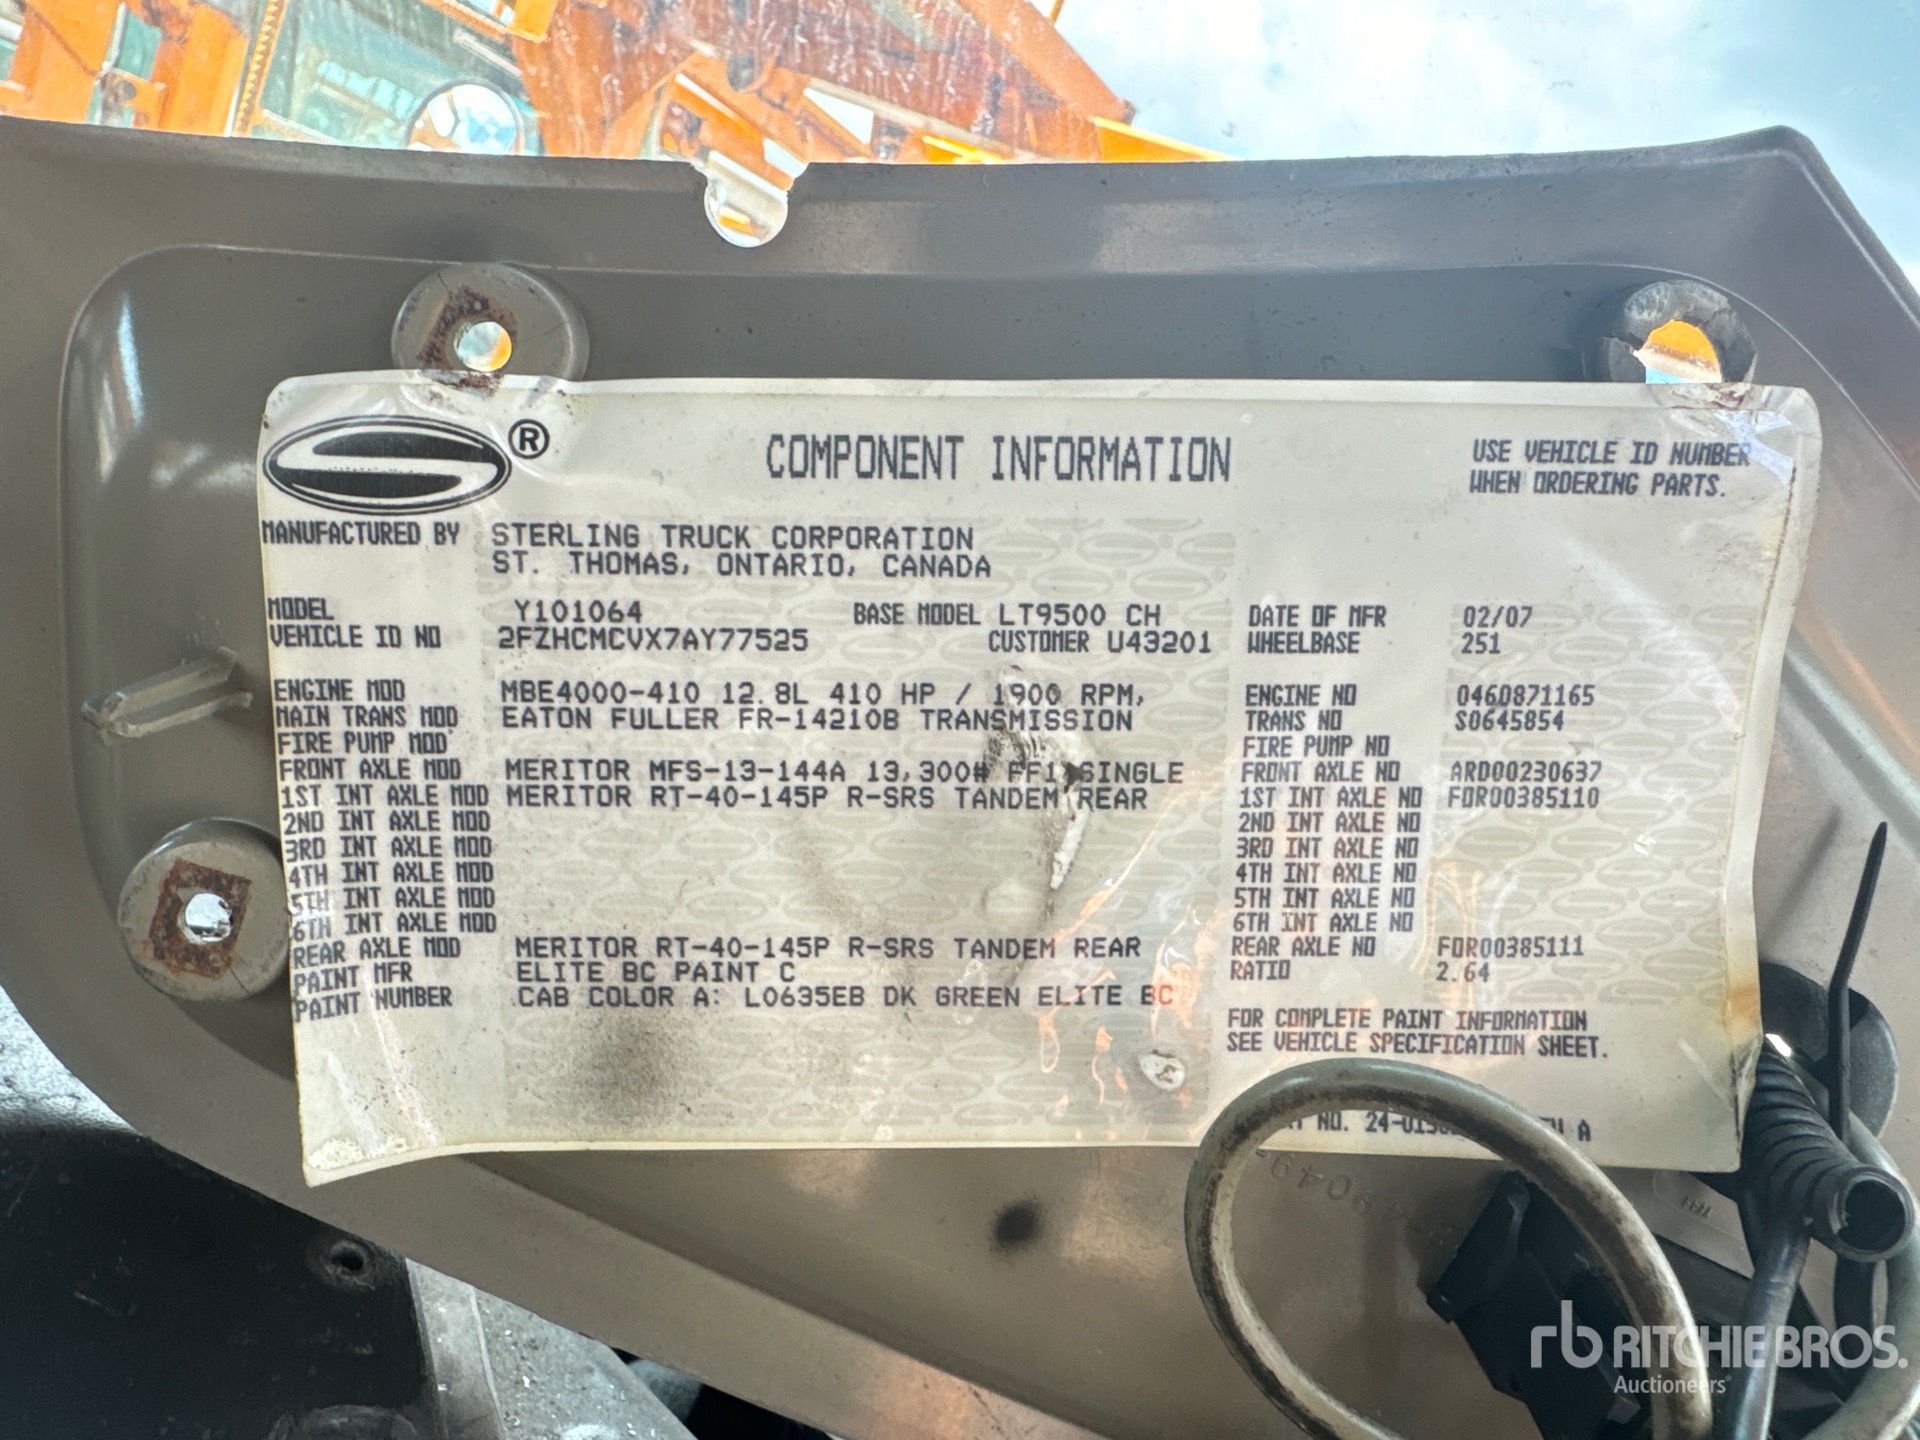 ®
COMPONENT INFORMATION
USE VEHICLE ID NUMBER
WHEN ORDERING PARTS.
MANUFACTURED BY STERLING TRUCK CORPORATION
ST. THOMAS, ONTARIO, CANADA
MODEL Y101064 BASE MODEL LT9500 CH DATE OF MFR 02/07
VEHICLE ID NO 2FZHCMCVX7AY77525 CUSTOMER U43201 WHEELBASE 251
ENGINE MOD MBE4000-410 12.8L 410 HP / 1900 RPM, ENGINE NO 0460871165
MAIN TRANS MOD EATON FULLER FR-14210B TRANSMISSION TRANS NO S0645854
FIRE PUMP MOD FIRE PUMP NO
FRONT AXLE MOD MERITOR MFS-13-144A 13,300# FF1 SINGLE FRONT AXLE NO ARD00230637
1ST INT AXLE MOD MERITOR RT-40-145P R-SRS TANDEM REAR 1ST INT AXLE NO FDR00385110
2ND INT AXLE MOD 2ND INT AXLE NO
3RD INT AXLE MOD 3RD INT AXLE NO
4TH INT AXLE MOD 4TH INT AXLE NO
5TH INT AXLE MOD 5TH INT AXLE NO
6TH INT AXLE MOD 6TH INT AXLE NO
REAR AXLE MOD MERITOR RT-40-145P R-SRS TANDEM REAR REAR AXLE NO FDR00385111
PAINT MFR ELITE BC PAINT C RATIO 2.64
PAINT NUMBER CAB COLOR A: L0635EB DK GREEN ELITE BC
FOR COMPLETE PAINT INFORMATION
SEE VEHICLE SPECIFICATION SHEET.
NO. A
rb RITCHIE BROS.
Auctioneers